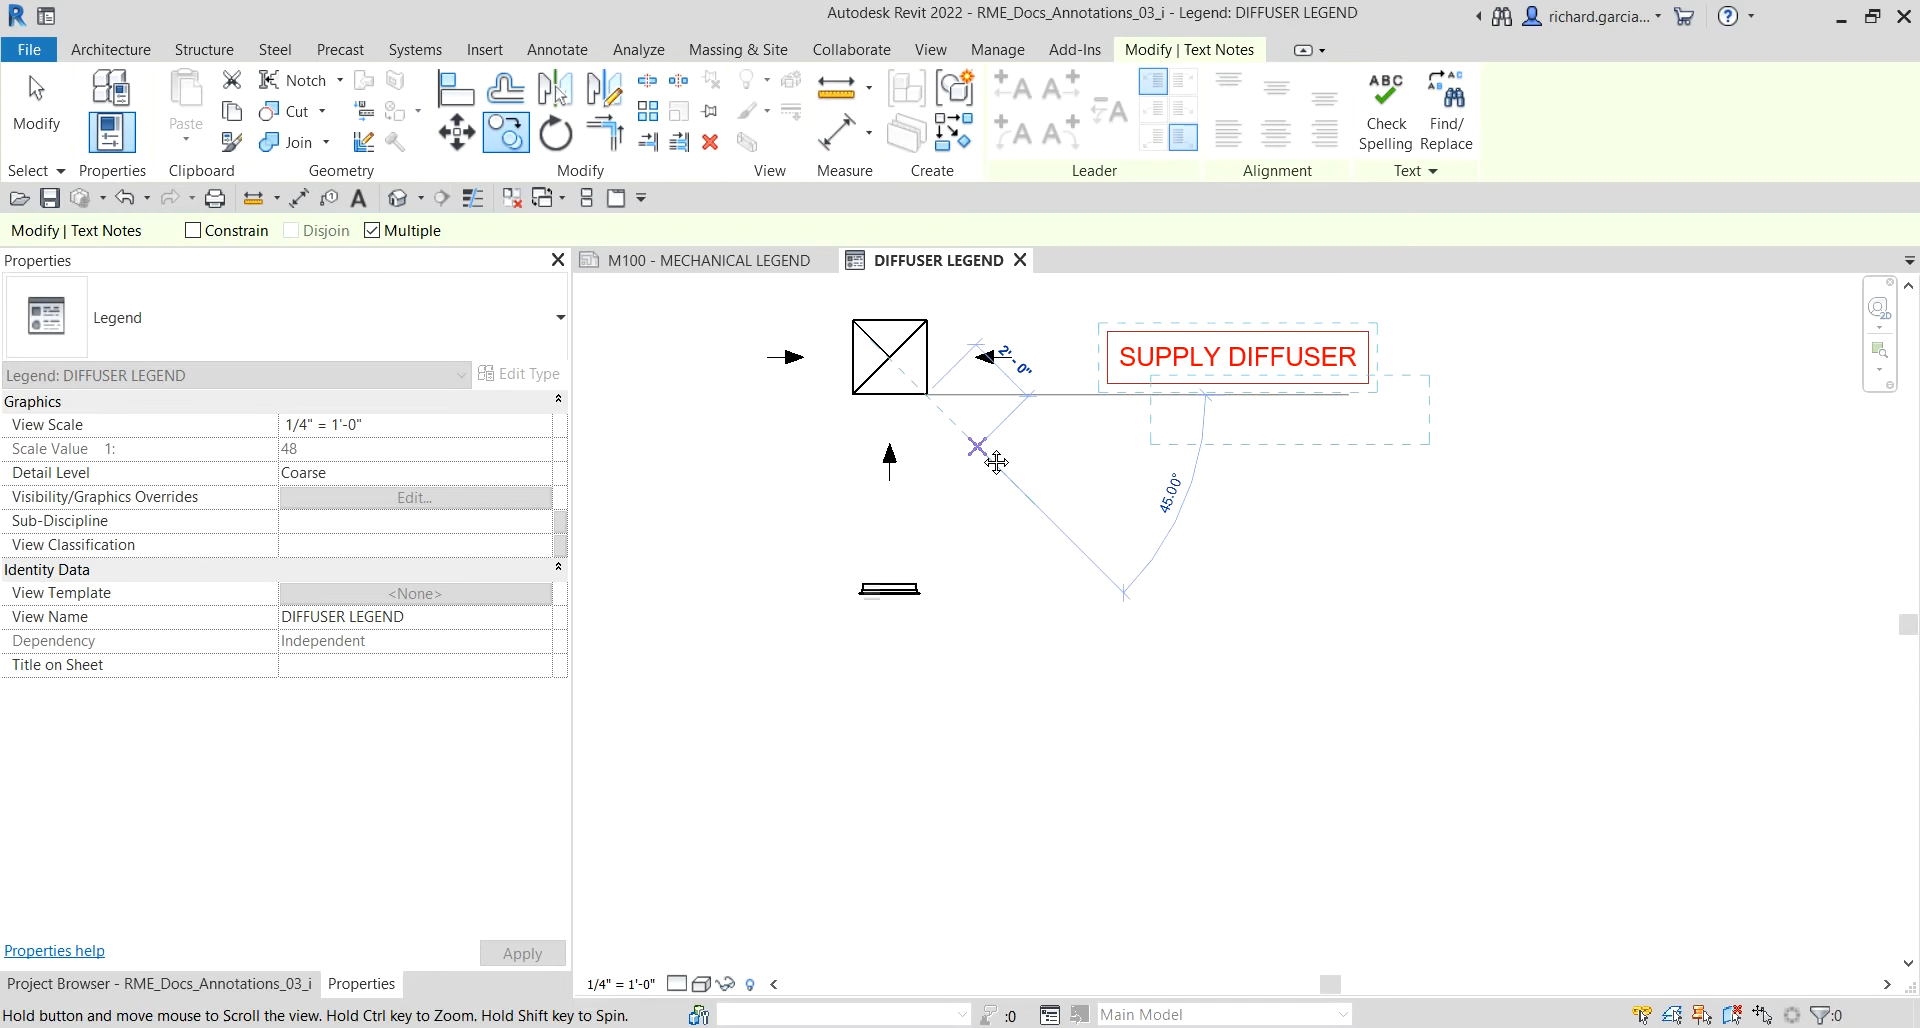 Autodesk Revit 2022 - RME_Docs_Annotations_03_i - Legend: DIFFUSER LEGEND
richard.garcia...
File Architecture Structure Steel Precast Systems Insert Annotate Analyze Massing & Site Collaborate View Manage Add-Ins Modify | Text Notes
Modify
Paste
Notch
Cut
Join
ABC
Check
Spelling
Find/
Replace
Select Properties Clipboard Geometry Modify View Measure Create Leader Alignment Text
Modify | Text Notes Constrain Disjoin Multiple
Properties
M100 - MECHANICAL LEGEND
DIFFUSER LEGEND
Legend
Legend: DIFFUSER LEGEND
Edit Type
Graphics
View Scale 1/4" = 1'-0"
Scale Value 1: 48
Detail Level Coarse
Visibility/Graphics Overrides Edit...
Sub-Discipline
View Classification
Identity Data
View Template <None>
View Name DIFFUSER LEGEND
Dependency Independent
Title on Sheet
2' - 0"
SUPPLY DIFFUSER
45.00°
Properties help
Apply
Project Browser - RME_Docs_Annotations_03_i Properties
1/4" = 1'-0"
Hold button and move mouse to Scroll the view. Hold Ctrl key to Zoom. Hold Shift key to Spin.
:0
Main Model
:0